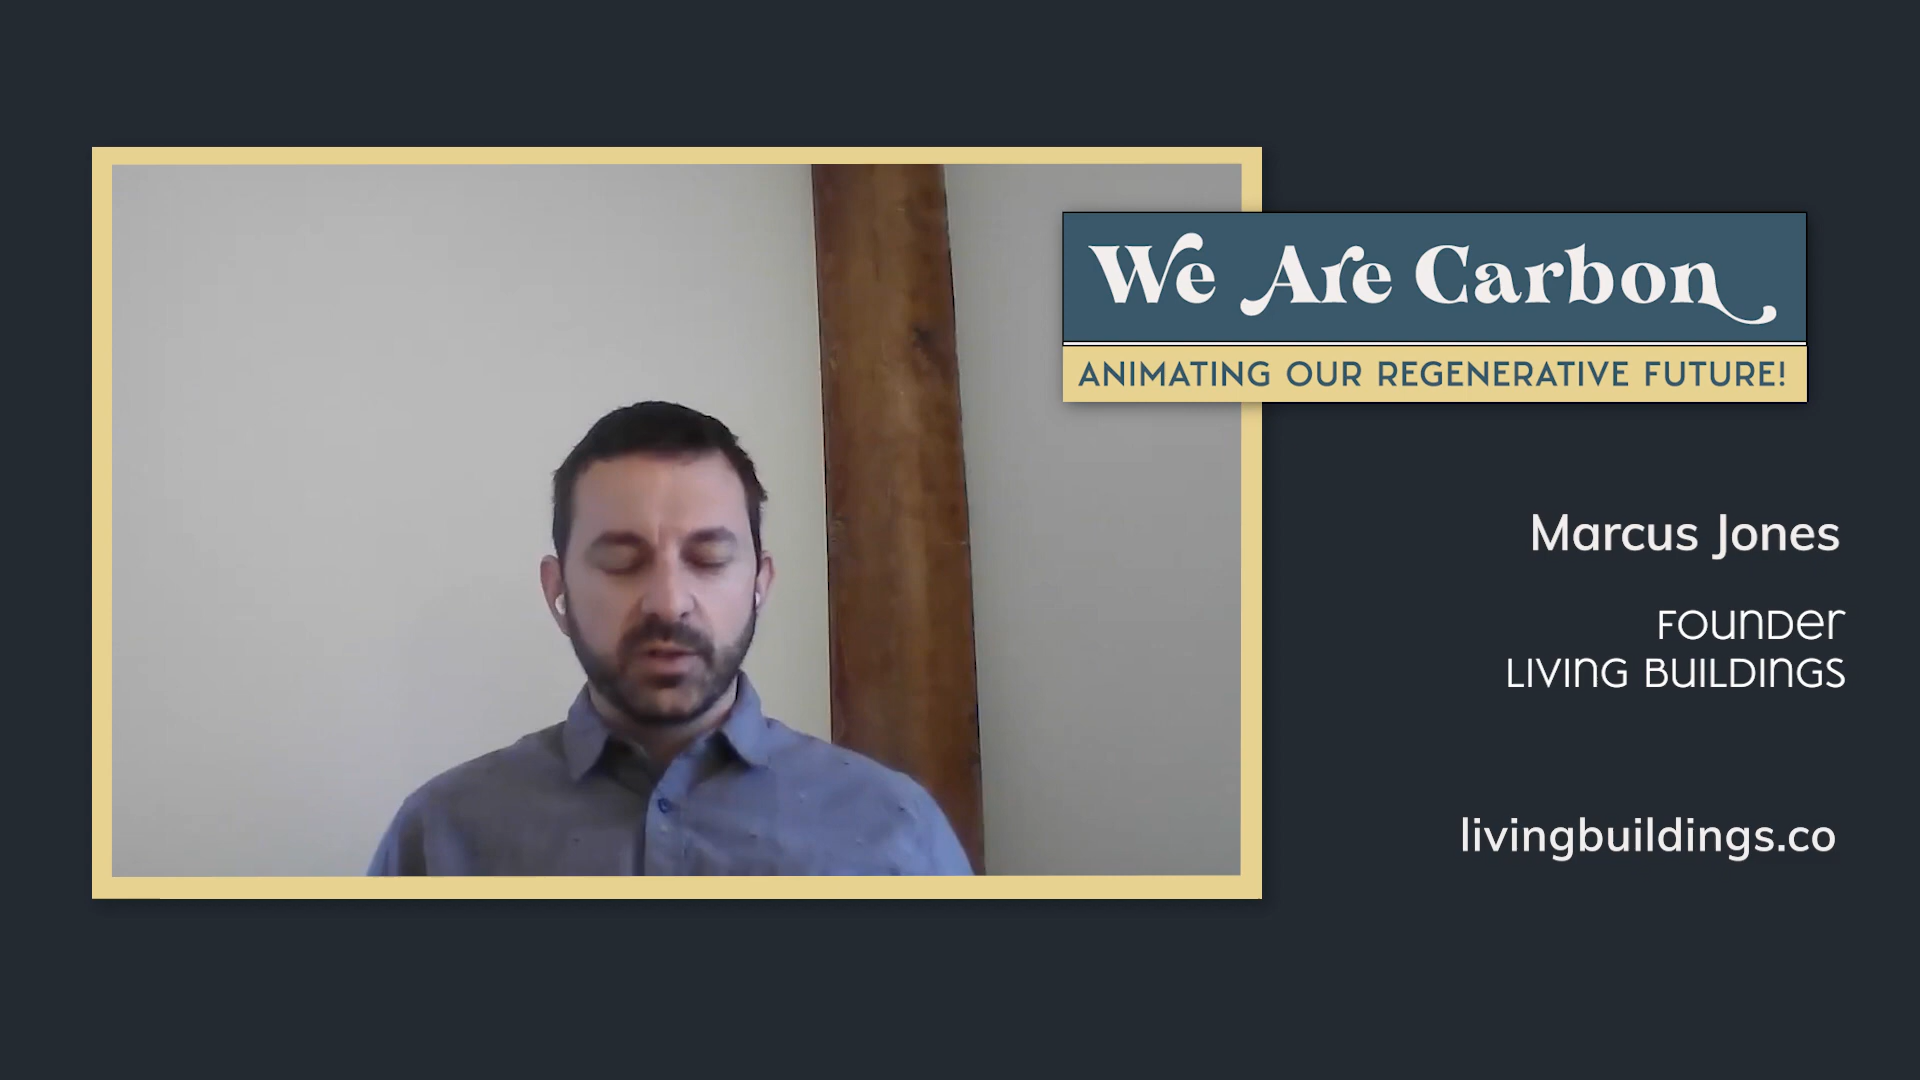 We Are Carbon
ANIMATING OUR REGENERATIVE FUTURE!
Marcus Jones
FOUNDER
LIVING BUILDINGS
livingbuildings.co